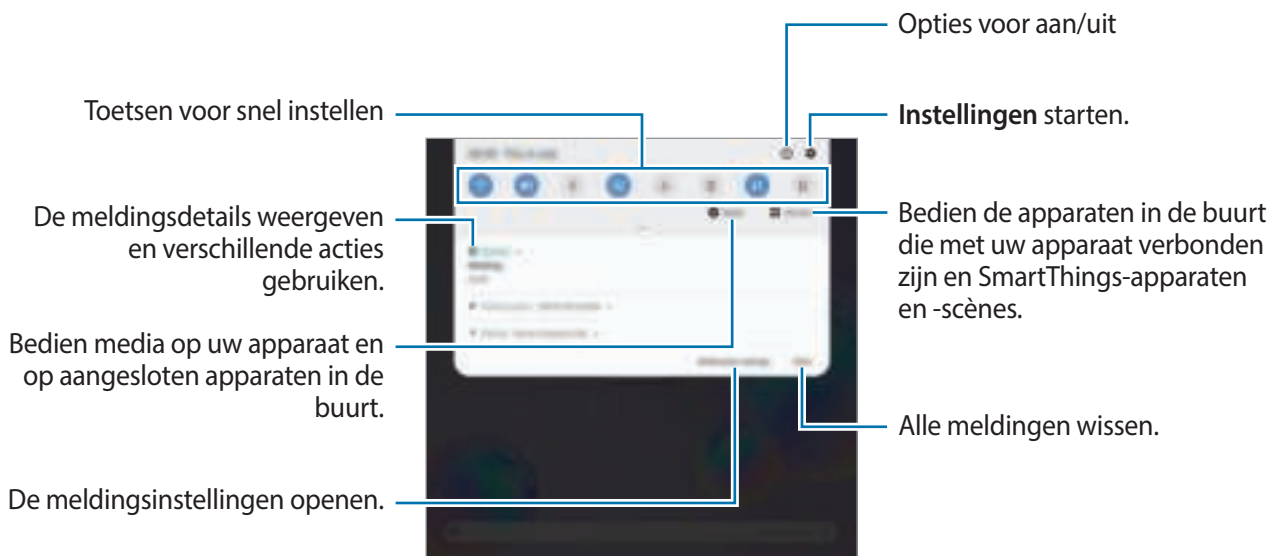 Opties voor aan/uit
Toetsen voor snel instellen
Instellingen starten.
De meldingsdetails weergeven
en verschillende acties
gebruiken.
Bedien de apparaten in de buurt
die met uw apparaat verbonden
zijn en SmartThings-apparaten
en -scènes.
Bedien media op uw apparaat en
op aangesloten apparaten in de
buurt.
Alle meldingen wissen.
De meldingsinstellingen openen.